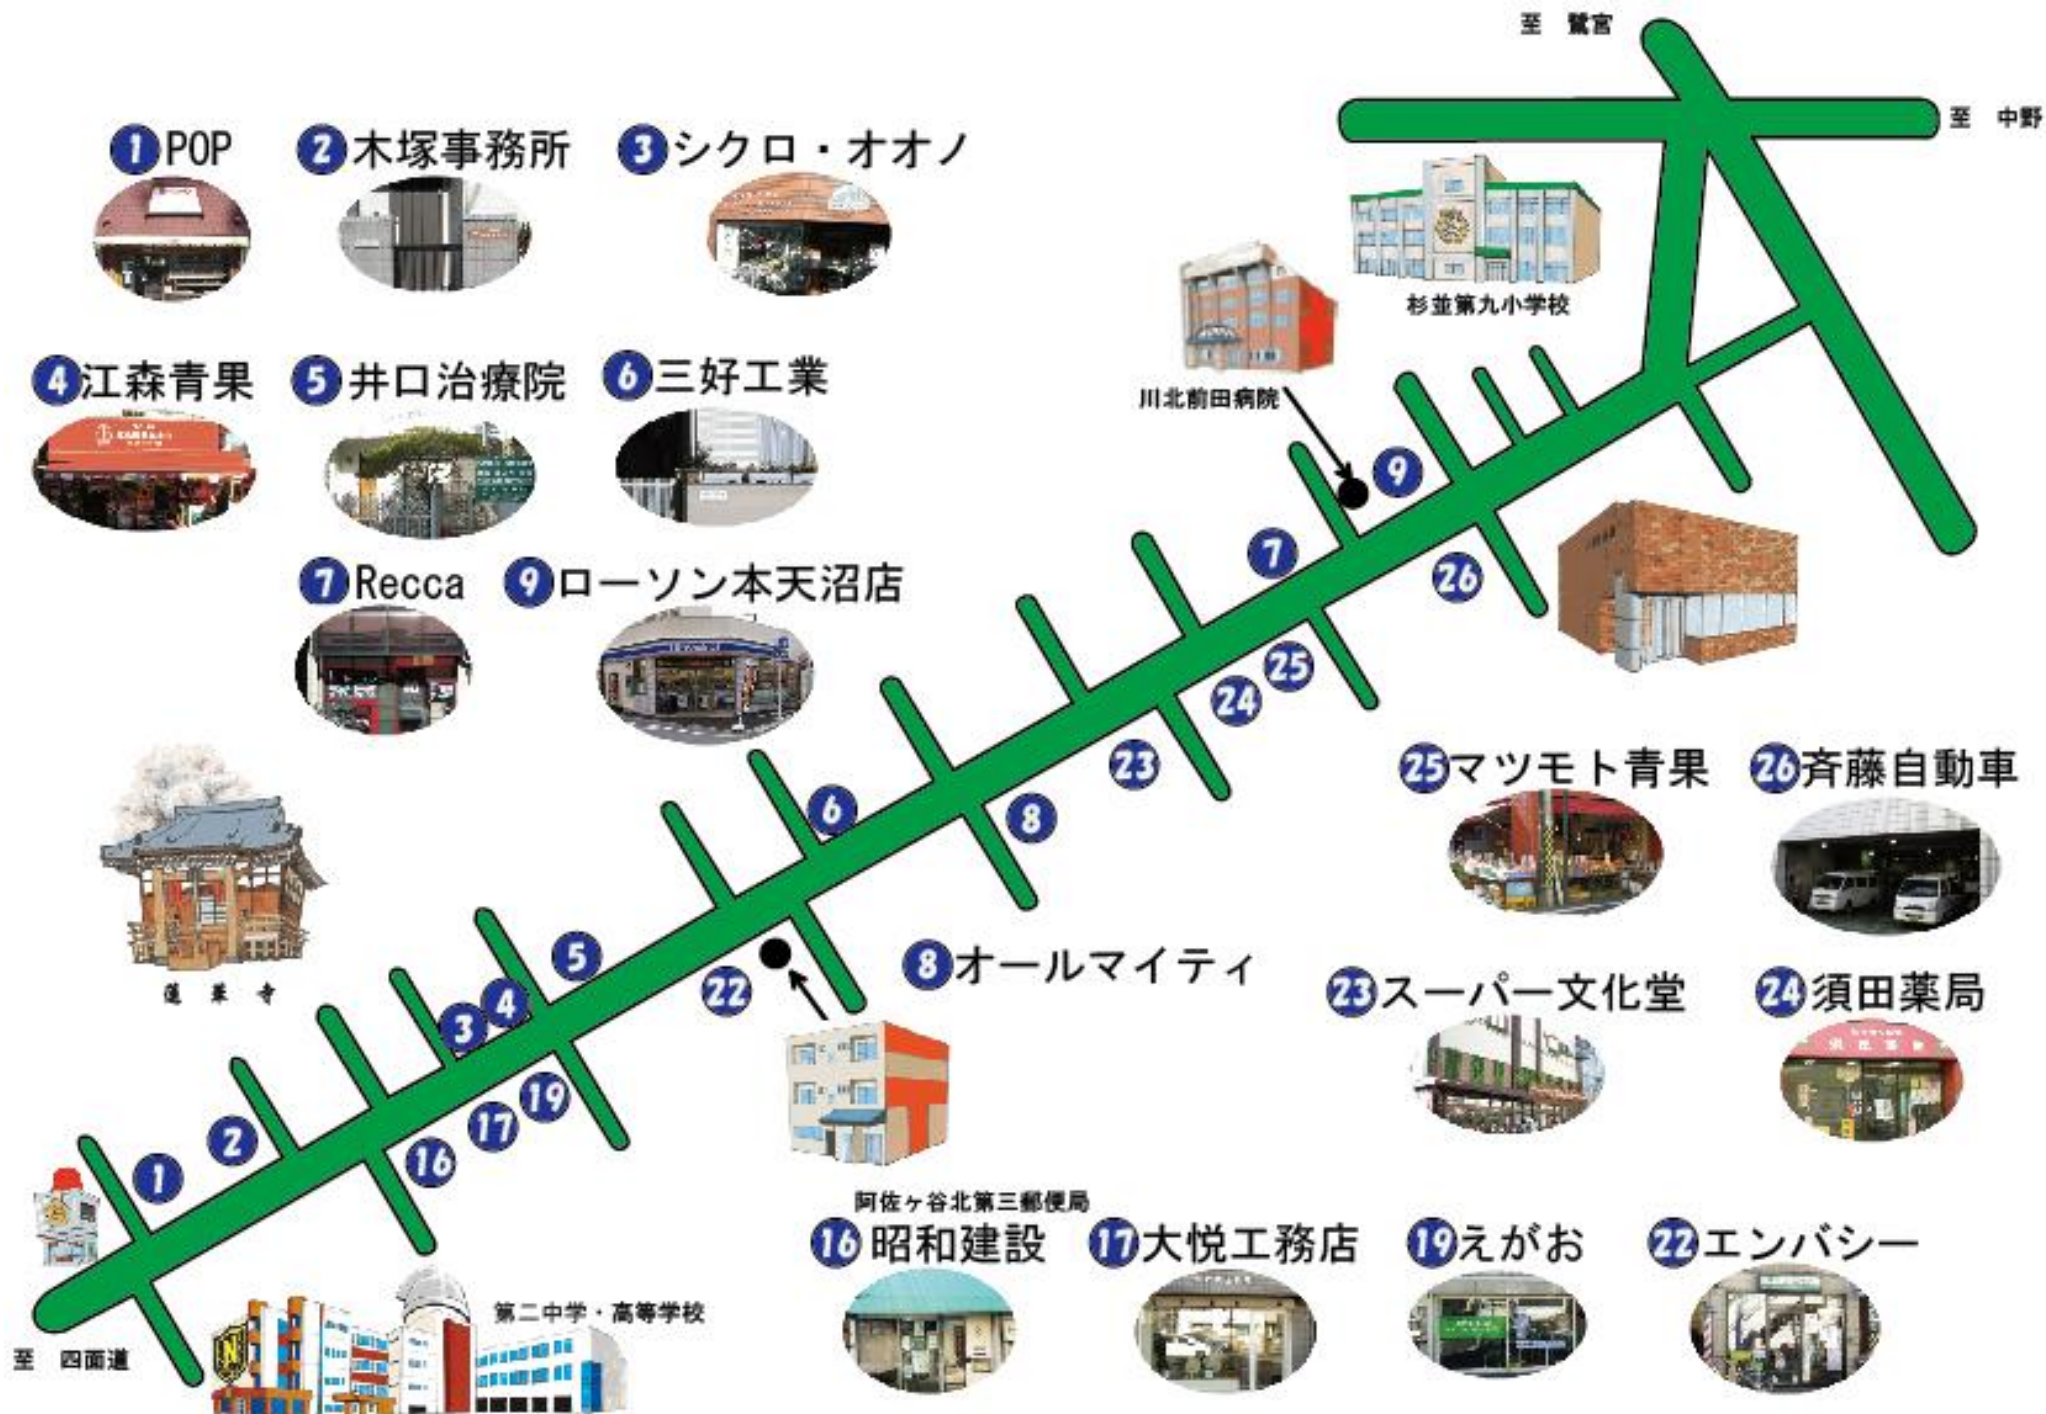 至 鷺宮
至 中野
1 POP
2 木塚事務所
3 シクロ・オオノ
杉並第九小学校
4 江森青果
5 井口治療院
6 三好工業
川北前田病院
9
7 Recca
9 ローソン本天沼店
7
26
25
24
23
25 マツモト青果
26 斉藤自動車
6
8
5
22
8 オールマイティ
23 スーパー文化堂
24 須田薬局
蓮華寺
4
3
19
17
2
16
1
阿佐ヶ谷北第三郵便局
16 昭和建設
17 大悦工務店
19 えがお
22 エンバシー
第二中学・高等学校
N
至 四面道